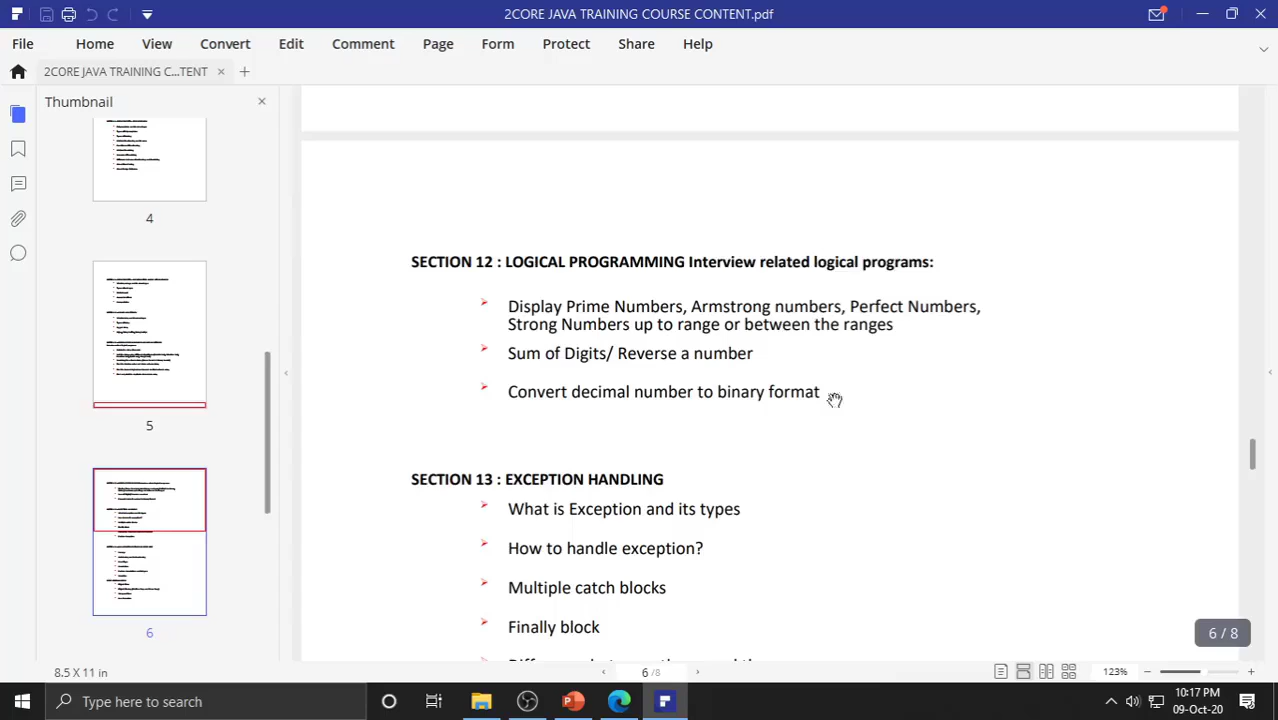 2CORE JAVA TRAINING COURSE CONTENT.pdf
File Home View Convert Edit Comment Page Form Protect Share Help
2CORE JAVA TRAINING C...TENT
Thumbnail
4
5
6
SECTION 12 : LOGICAL PROGRAMMING Interview related logical programs:
Display Prime Numbers, Armstrong numbers, Perfect Numbers,
Strong Numbers up to range or between the ranges
Sum of Digits/ Reverse a number
Convert decimal number to binary format
SECTION 13 : EXCEPTION HANDLING
What is Exception and its types
How to handle exception?
Multiple catch blocks
Finally block
6 / 8
8.5 X 11 in
6 /8
123%
Type here to search
10:17 PM
09-Oct-20